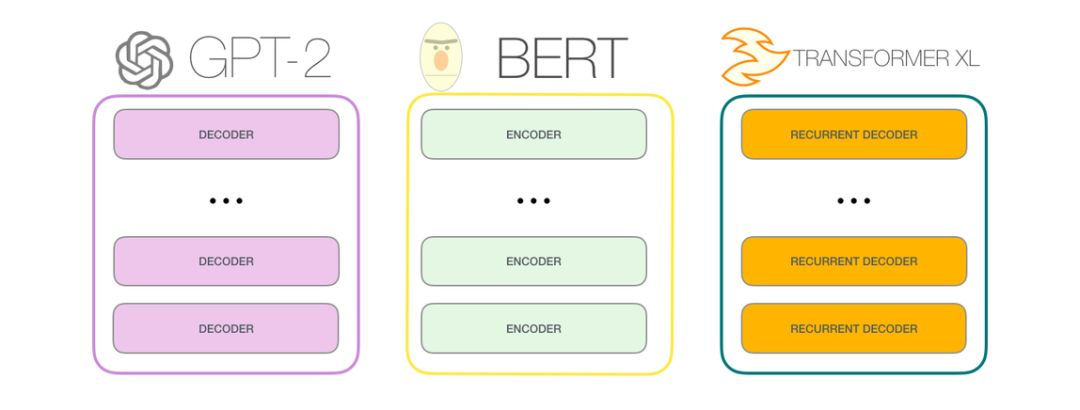 GPT-2
DECODER
...
DECODER
DECODER
BERT
ENCODER
...
ENCODER
ENCODER
TRANSFORMER XL
RECURRENT DECODER
...
RECURRENT DECODER
RECURRENT DECODER